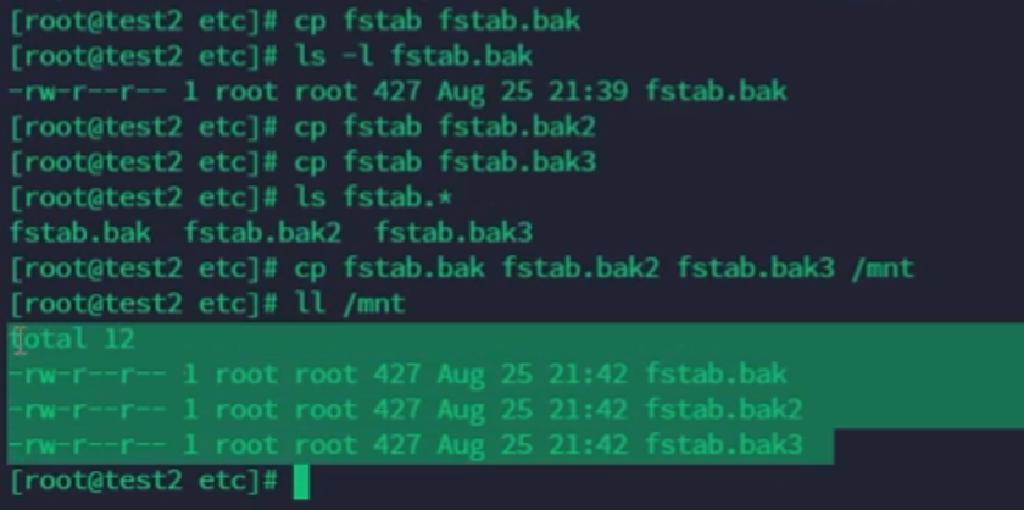 [root@test2 etc]# cp fstab fstab.bak
[root@test2 etc]# ls -l fstab.bak
-rw-r--r-- 1 root root 427 Aug 25 21:39 fstab.bak
[root@test2 etc]# cp fstab fstab.bak2
[root@test2 etc]# cp fstab fstab.bak3
[root@test2 etc]# ls fstab.*
fstab.bak  fstab.bak2  fstab.bak3
[root@test2 etc]# cp fstab.bak fstab.bak2 fstab.bak3 /mnt
[root@test2 etc]# ll /mnt
total 12
-rw-r--r-- 1 root root 427 Aug 25 21:42 fstab.bak
-rw-r--r-- 1 root root 427 Aug 25 21:42 fstab.bak2
-rw-r--r-- 1 root root 427 Aug 25 21:42 fstab.bak3
[root@test2 etc]#